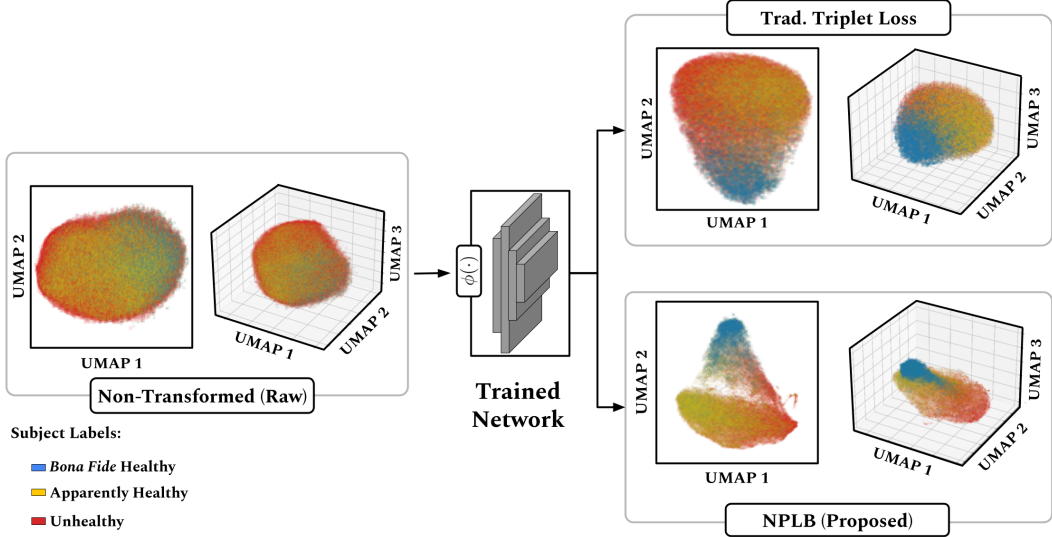 Trad. Triplet Loss
UMAP 2
UMAP 1
UMAP 1
UMAP 2
UMAP 3
UMAP 2
UMAP 1
UMAP 1
UMAP 2
UMAP 3
Non-Transformed (Raw)
ϕ(·)
Trained
Network
UMAP 2
UMAP 1
UMAP 1
UMAP 2
UMAP 3
NPLB (Proposed)
Subject Labels:
Bona Fide Healthy
Apparently Healthy
Unhealthy